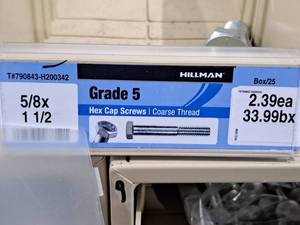 T#790843-H200342
HILLMAN
Box/25
5/8x
1 1/2
Grade 5
Hex Cap Screws | Coarse Thread
2.39ea
33.99bx